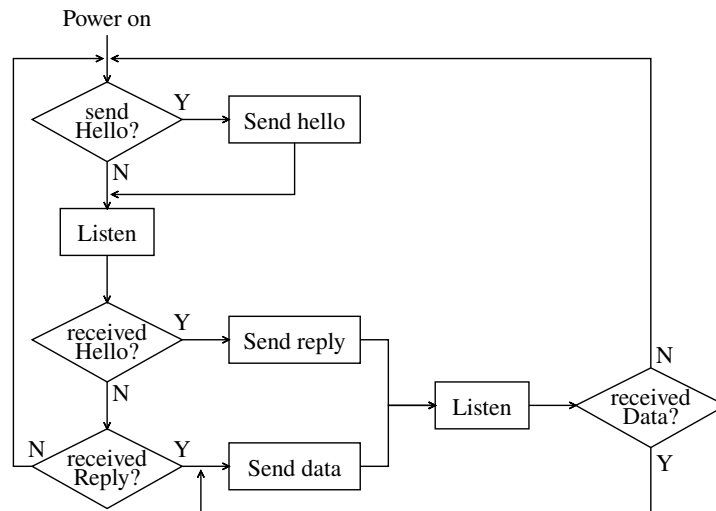 Power on
send
Hello?
Y
Send hello
N
Listen
received
Hello?
Y
Send reply
N
N
received
Reply?
Y
Send data
Listen
N
received
Data?
Y